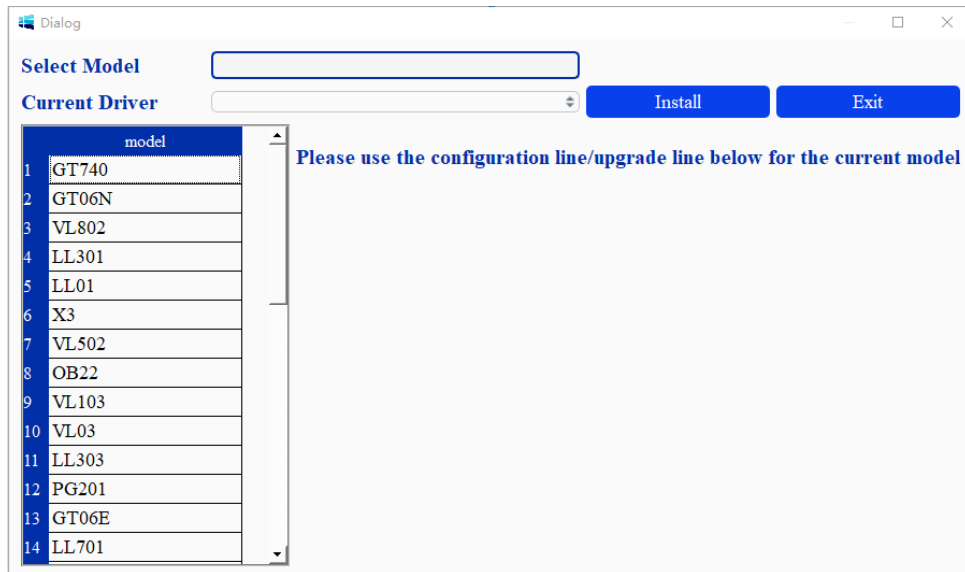 Dialog
Select Model
Current Driver
Install
Exit
model
Please use the configuration line/upgrade line below for the current model
1 GT740
2 GT06N
3 VL802
4 LL301
5 LL01
6 X3
7 VL502
8 OB22
9 VL103
10 VL03
11 LL303
12 PG201
13 GT06E
14 LL701